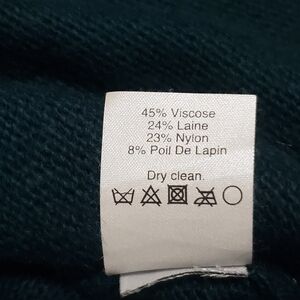 45% Viscose
24% Laine
23% Nylon
8% Poil De Lapin
Dry clean.